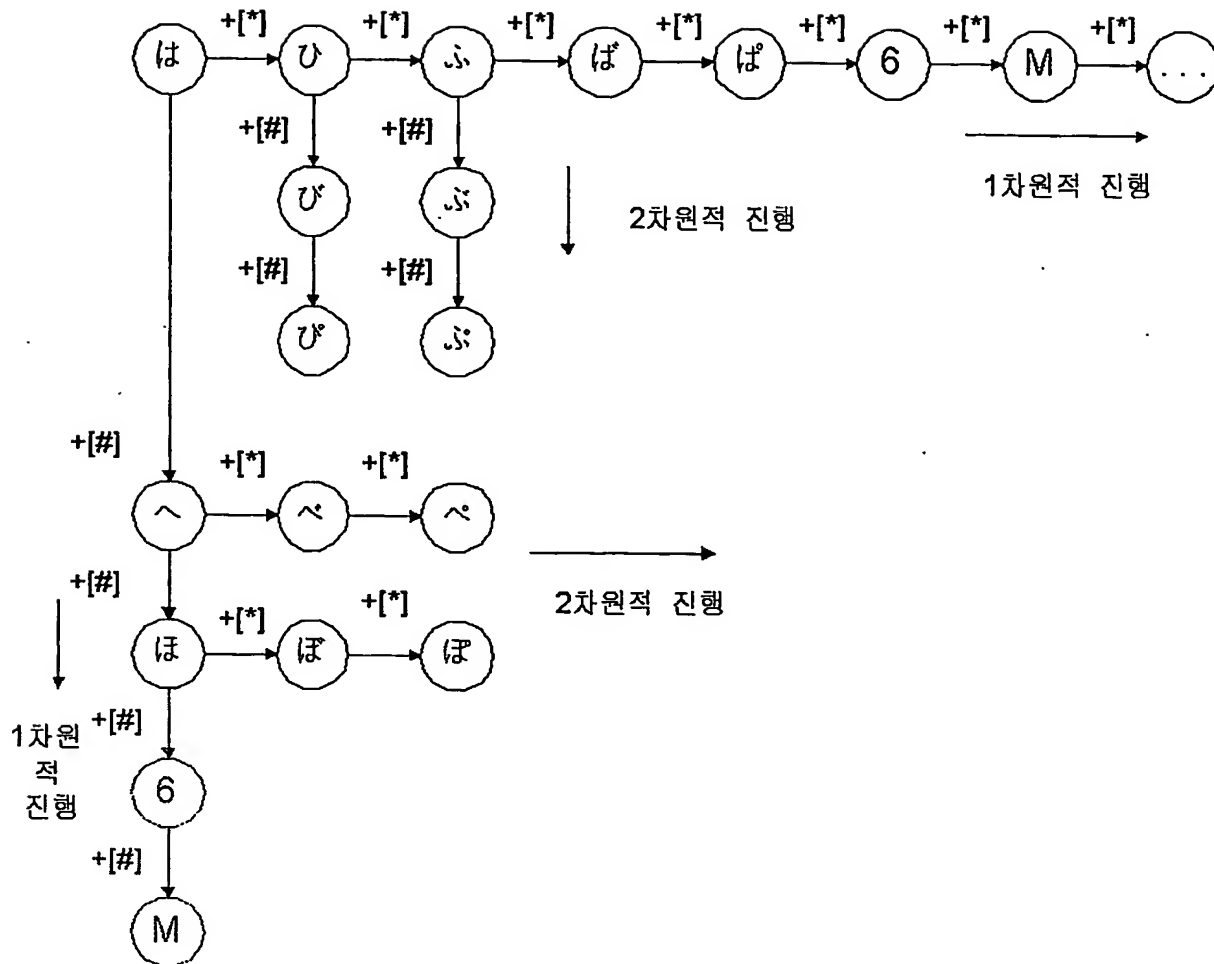 +[*] +[*] +[*] +[*] +[*] +[*] +[*]
は ひ ふ ば ぱ 6 M ...
+[#] +[#]
1차원적 진행
び ぶ
2차원적 진행
+[#] +[#]
ぴ ぷ
+[#] +[*] +[*]
へ べ ぺ
+[#]
2차원적 진행
+[*] +[*]
ほ ぼ ぽ
+[#]
1차원
적
진행
6
+[#]
M